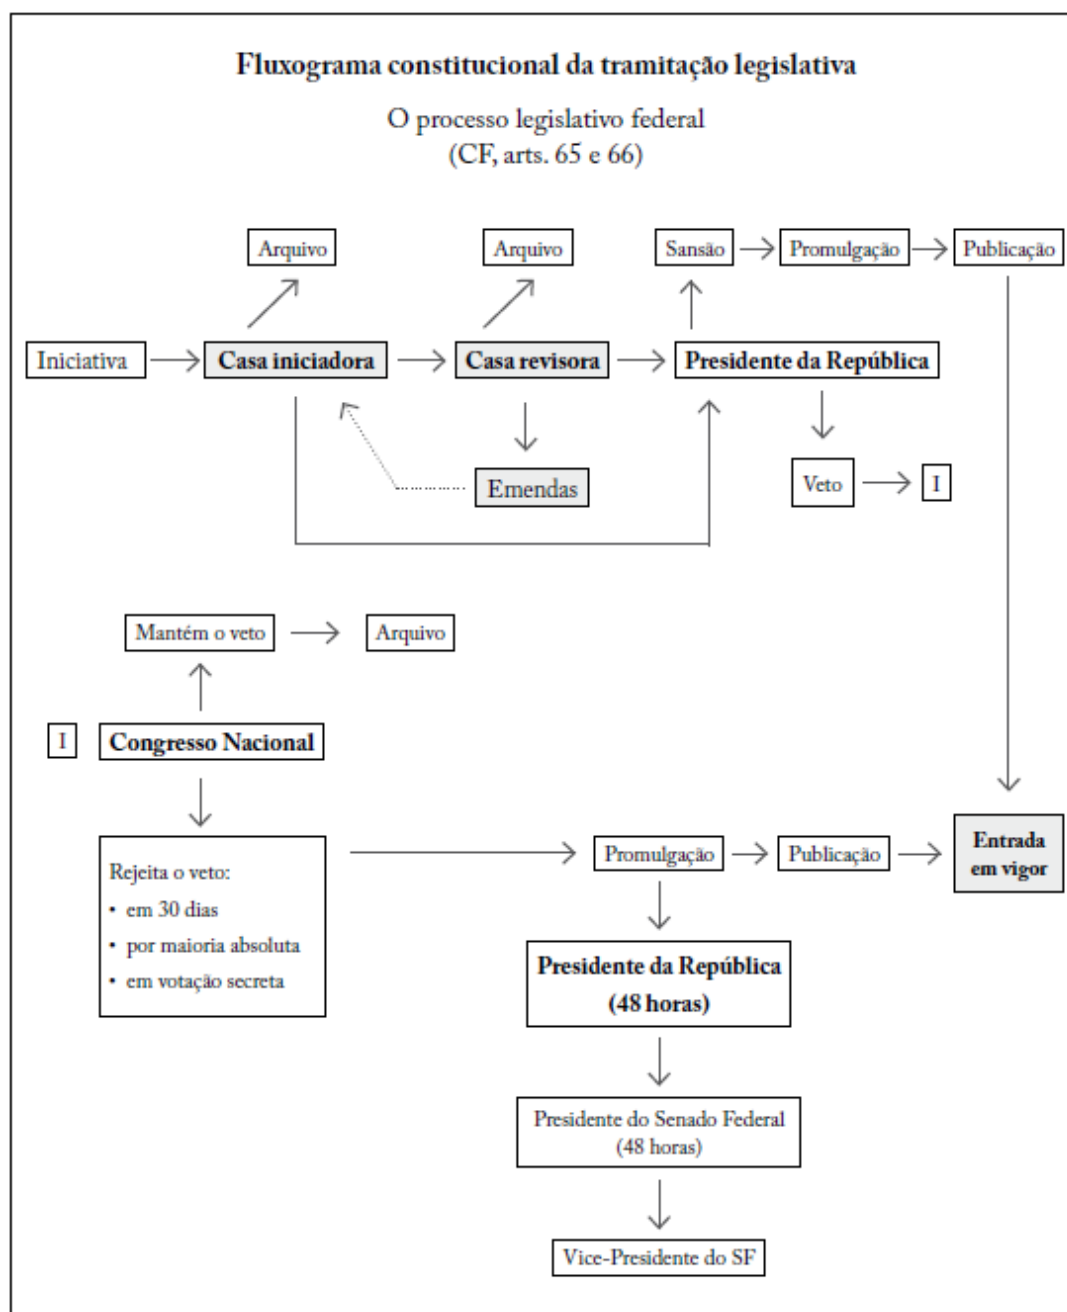 Fluxograma constitucional da tramitação legislativa
O processo legislativo federal
(CF, arts. 65 e 66)
Arquivo
Arquivo
Sansão
Promulgação
Publicação
Iniciativa
Casa iniciadora
Casa revisora
Presidente da República
Emendas
Veto
I
Mantém o veto
Arquivo
I
Congresso Nacional
Rejeita o veto:
• em 30 dias
• por maioria absoluta
• em votação secreta
Promulgação
Publicação
Entrada
em vigor
Presidente da República
(48 horas)
Presidente do Senado Federal
(48 horas)
Vice-Presidente do SF